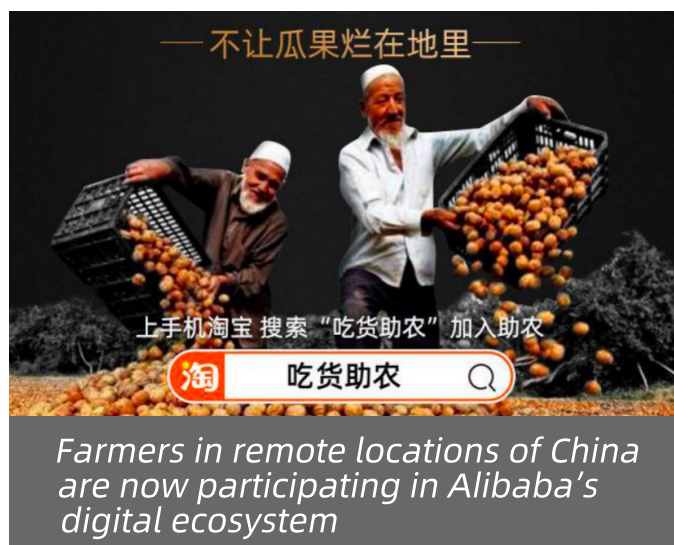 不让瓜果烂在地里
上手机淘宝 搜索 “吃货助农” 加入助农
淘 吃货助农
Farmers in remote locations of China
are now participating in Alibaba’s
digital ecosystem